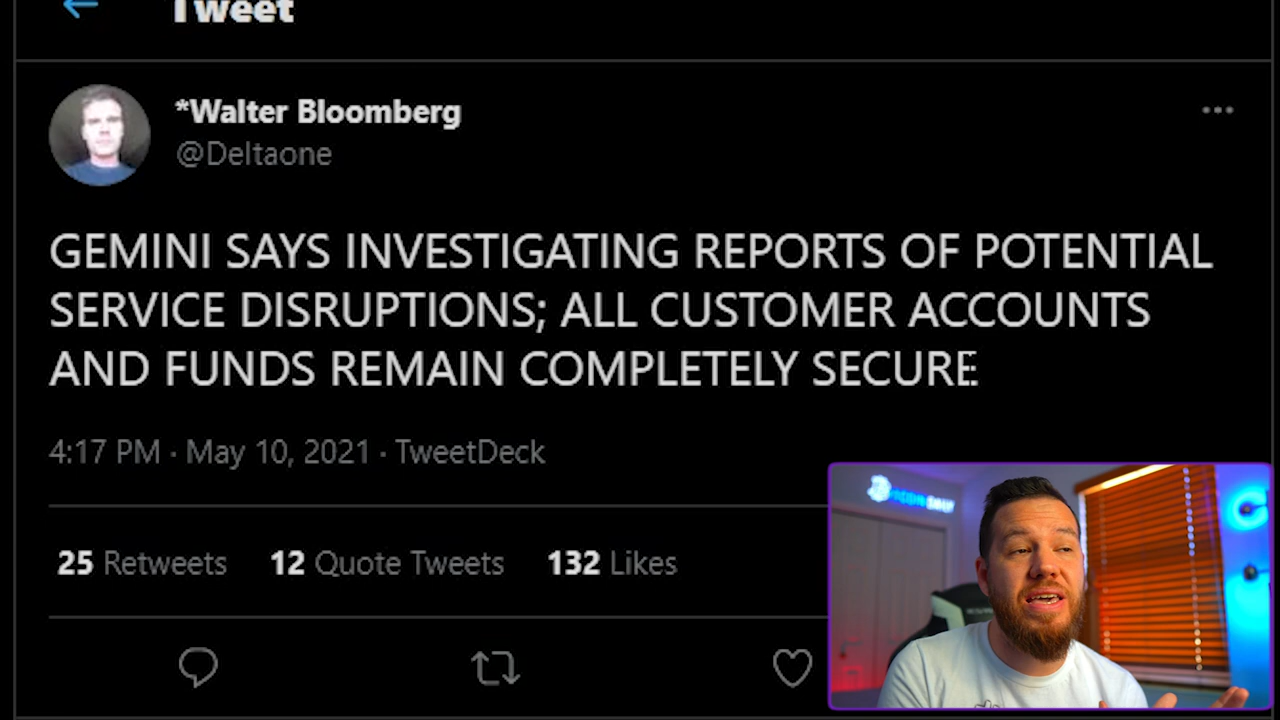 Tweet
*Walter Bloomberg
@Deltaone
GEMINI SAYS INVESTIGATING REPORTS OF POTENTIAL
SERVICE DISRUPTIONS; ALL CUSTOMER ACCOUNTS
AND FUNDS REMAIN COMPLETELY SECURE
4:17 PM · May 10, 2021 · TweetDeck
25 Retweets 12 Quote Tweets 132 Likes